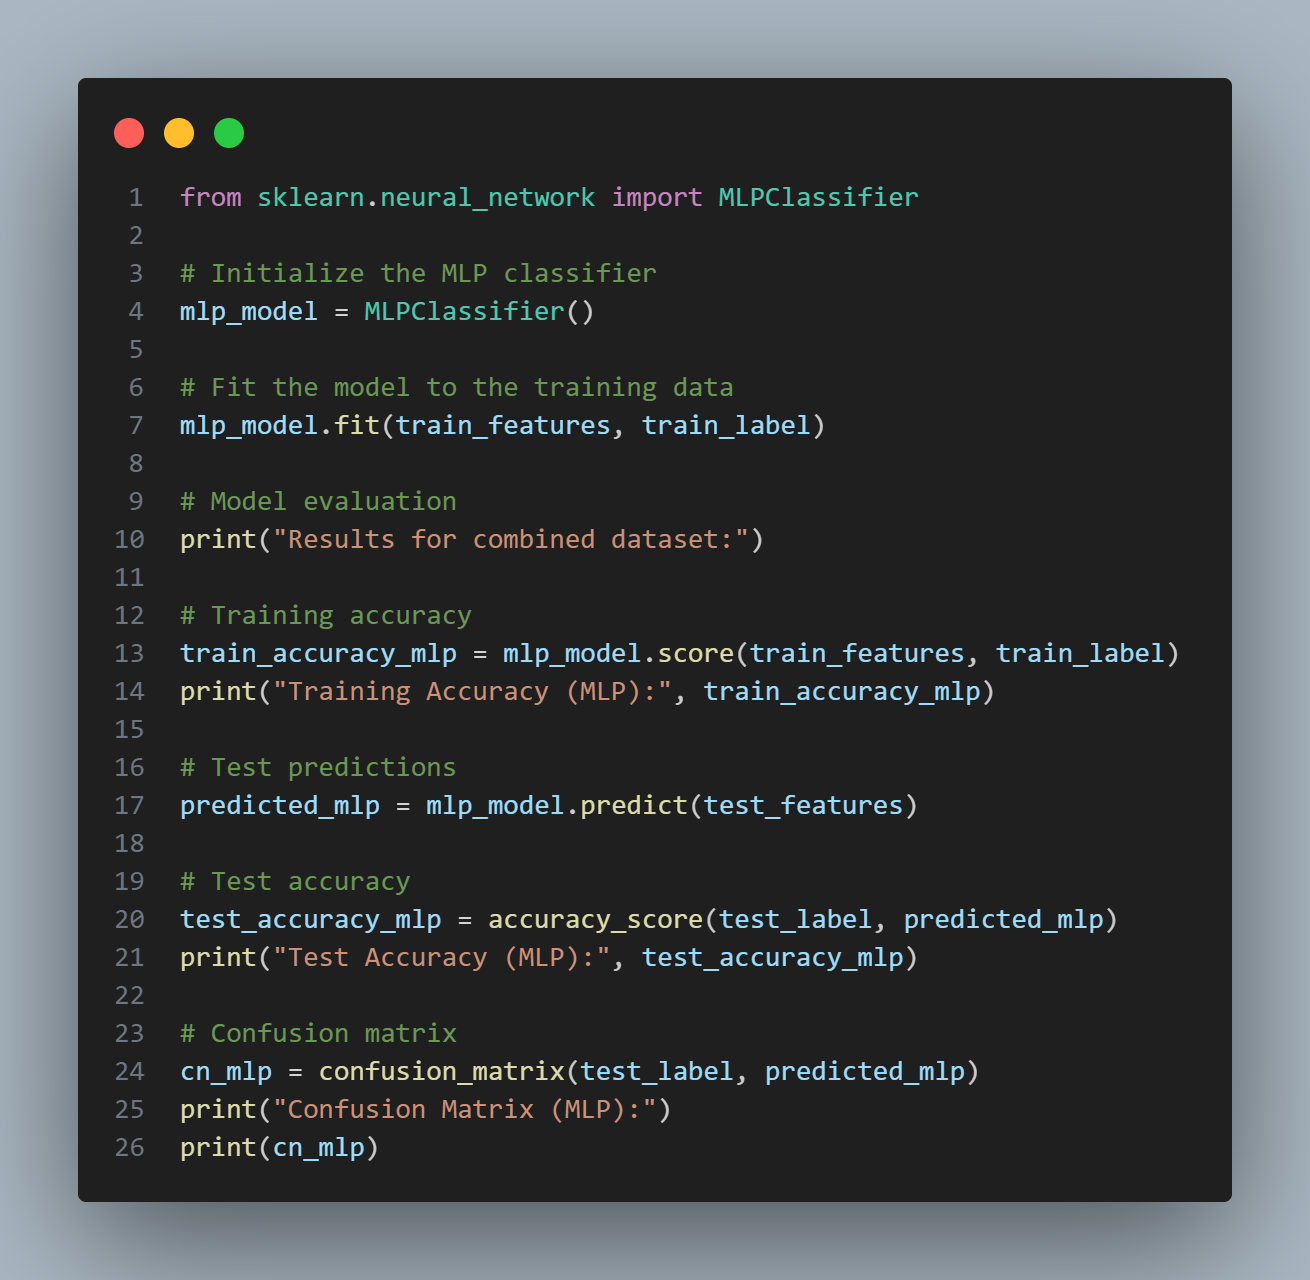 1 from sklearn.neural_network import MLPClassifier
2
3 # Initialize the MLP classifier
4 mlp_model = MLPClassifier()
5
6 # Fit the model to the training data
7 mlp_model.fit(train_features, train_label)
8
9 # Model evaluation
10 print("Results for combined dataset:")
11
12 # Training accuracy
13 train_accuracy_mlp = mlp_model.score(train_features, train_label)
14 print("Training Accuracy (MLP):", train_accuracy_mlp)
15
16 # Test predictions
17 predicted_mlp = mlp_model.predict(test_features)
18
19 # Test accuracy
20 test_accuracy_mlp = accuracy_score(test_label, predicted_mlp)
21 print("Test Accuracy (MLP):", test_accuracy_mlp)
22
23 # Confusion matrix
24 cn_mlp = confusion_matrix(test_label, predicted_mlp)
25 print("Confusion Matrix (MLP):")
26 print(cn_mlp)